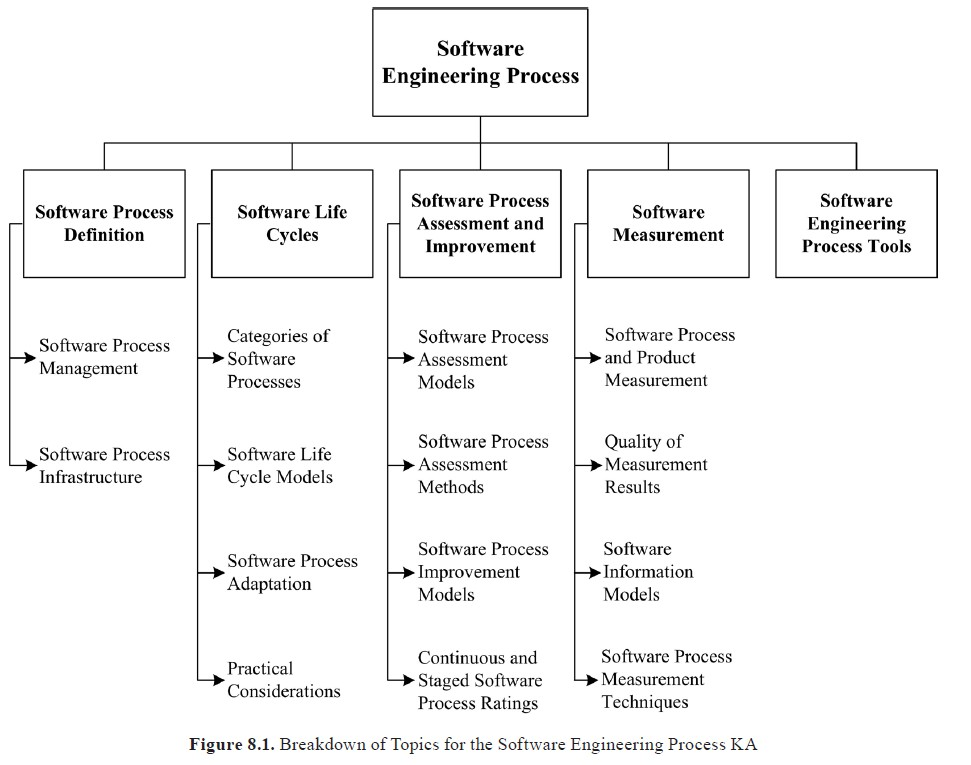 Software
Engineering Process
Software Process
Definition
Software Life
Cycles
Software Process
Assessment and
Improvement
Software
Measurement
Software
Engineering
Process Tools
Software Process
Management
Software Process
Infrastructure
Categories of
Software
Processes
Software Life
Cycle Models
Software Process
Adaptation
Practical
Considerations
Software Process
Assessment
Models
Software Process
Assessment
Methods
Software Process
Improvement
Models
Continuous and
Staged Software
Process Ratings
Software Process
and Product
Measurement
Quality of
Measurement
Results
Software
Information
Models
Software Process
Measurement
Techniques
Figure 8.1. Breakdown of Topics for the Software Engineering Process KA